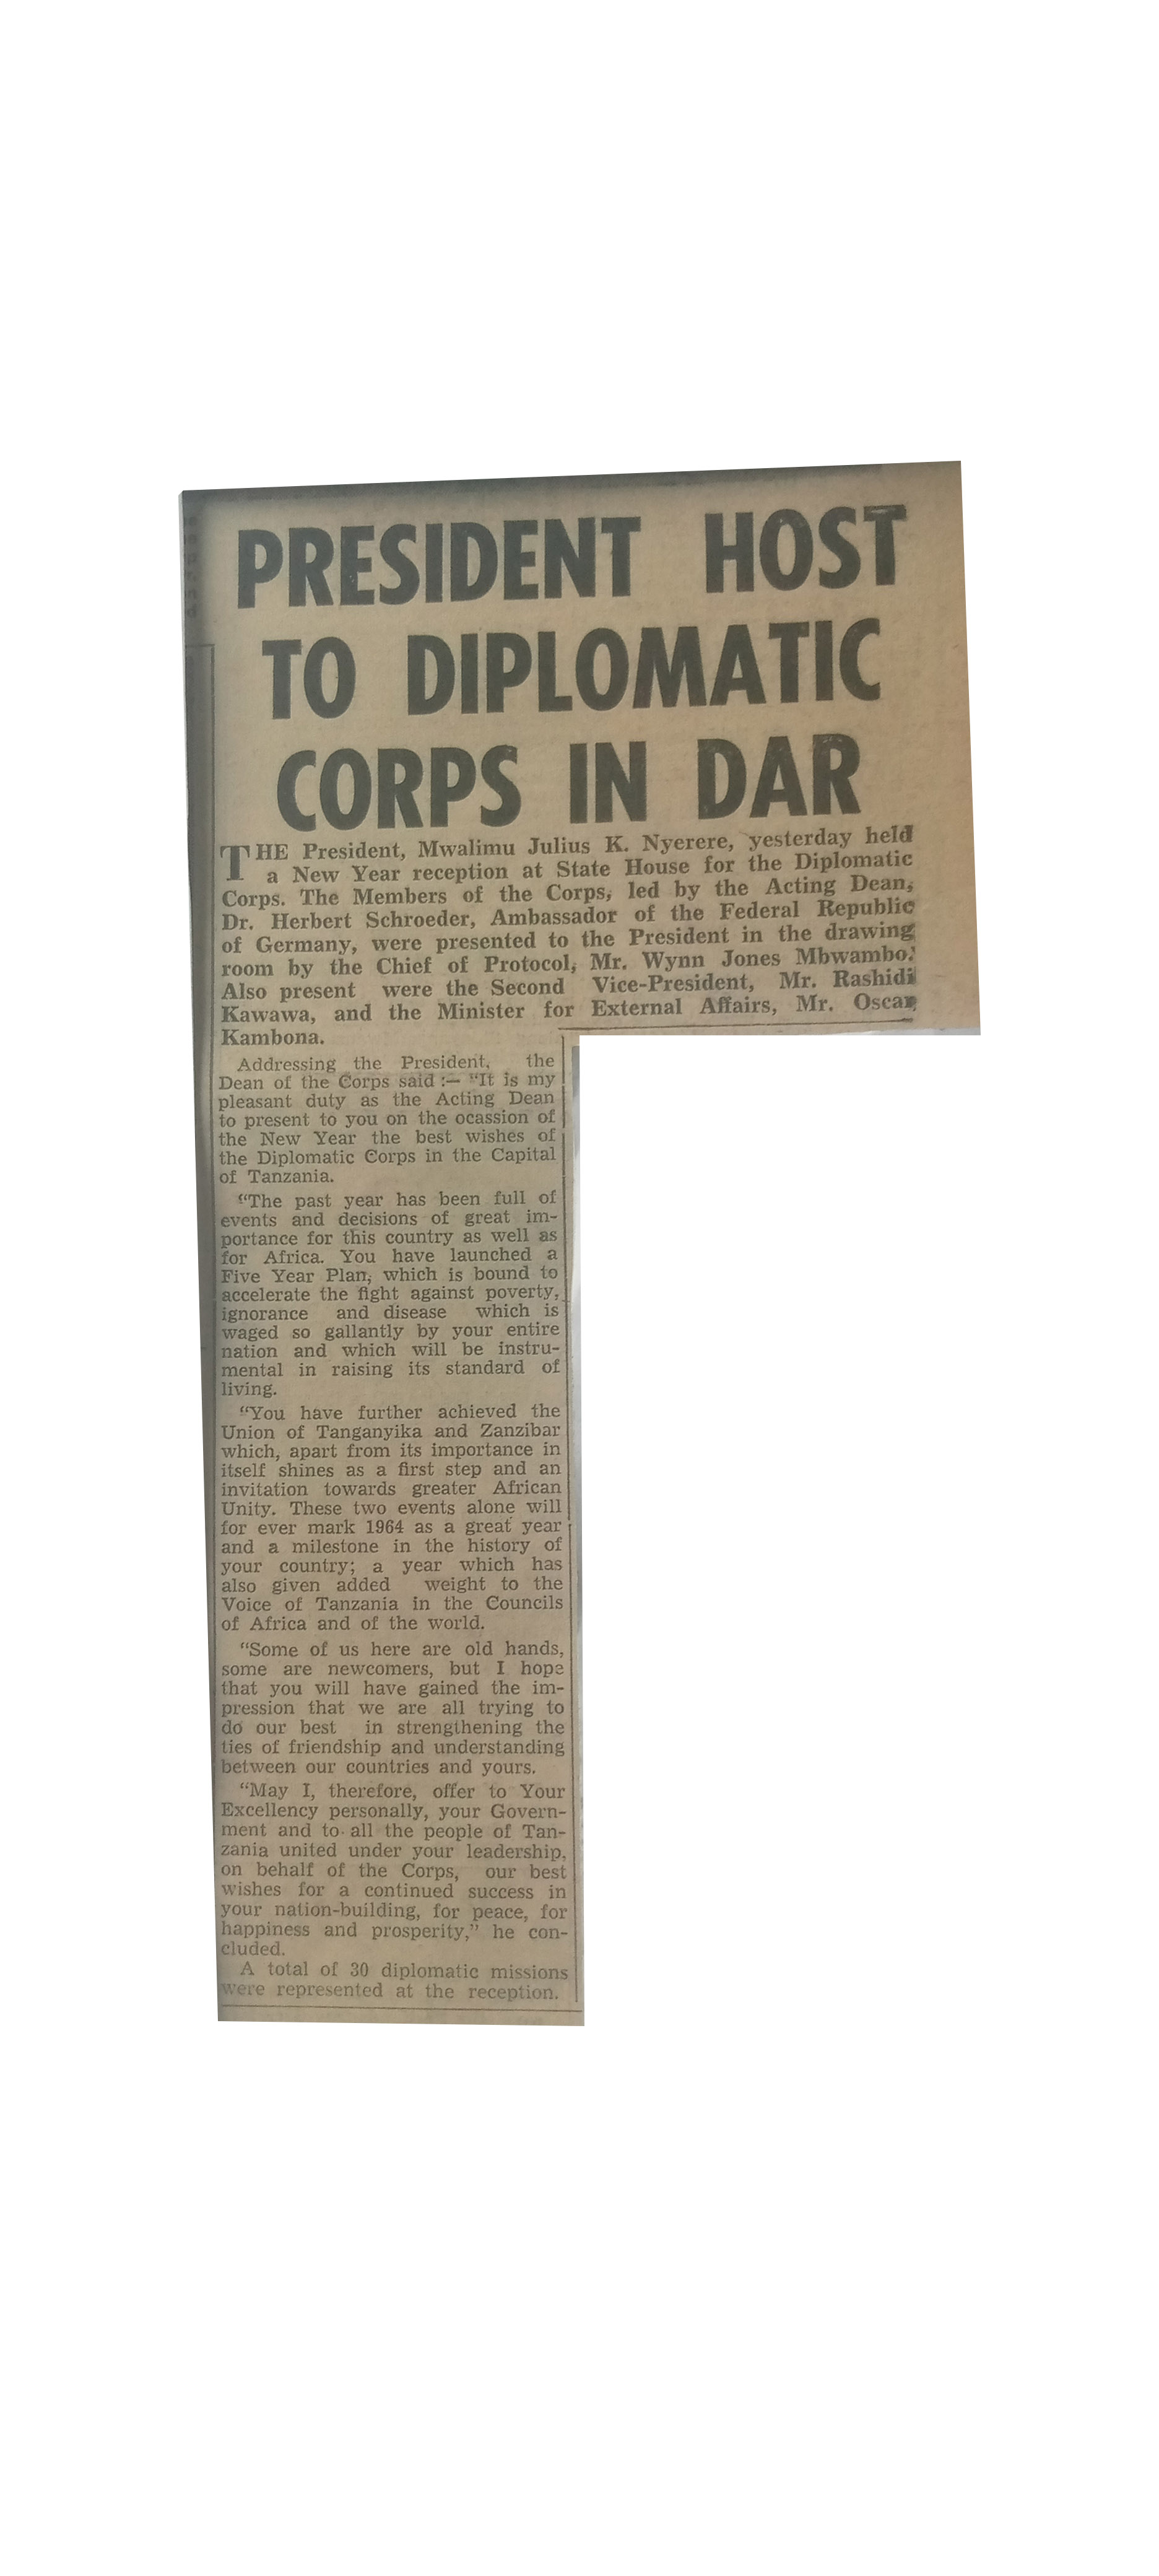 PRESIDENT HOST
TO DIPLOMATIC
CORPS IN DAR
THE President, Mwalimu Julius K. Nyerere, yesterday held
a New Year reception at State House for the Diplomatic
Corps. The Members of the Corps, led by the Acting Dean,
Dr. Herbert Schroeder, Ambassador of the Federal Republic
of Germany, were presented to the President in the drawing
room by the Chief of Protocol, Mr. Wynn Jones Mbwambo.
Also present were the Second Vice-President, Mr. Rashidi
Kawawa, and the Minister for External Affairs, Mr. Oscar
Kambona.
Addressing the President, the
Dean of the Corps said :— "It is my
pleasant duty as the Acting Dean
to present to you on the ocassion of
the New Year the best wishes of
the Diplomatic Corps in the Capital
of Tanzania.
"The past year has been full of
events and decisions of great im-
portance for this country as well as
for Africa. You have launched a
Five Year Plan, which is bound to
accelerate the fight against poverty,
ignorance and disease which is
waged so gallantly by your entire
nation and which will be instru-
mental in raising its standard of
living.
"You have further achieved the
Union of Tanganyika and Zanzibar
which, apart from its importance in
itself shines as a first step and an
invitation towards greater African
Unity. These two events alone will
for ever mark 1964 as a great year
and a milestone in the history of
your country; a year which has
also given added weight to the
Voice of Tanzania in the Councils
of Africa and of the world.
"Some of us here are old hands,
some are newcomers, but I hope
that you will have gained the im-
pression that we are all trying to
do our best in strengthening the
ties of friendship and understanding
between our countries and yours.
"May I, therefore, offer to Your
Excellency personally, your Govern-
ment and to all the people of Tan-
zania united under your leadership,
on behalf of the Corps, our best
wishes for a continued success in
your nation-building, for peace, for
happiness and prosperity," he con-
cluded.
A total of 30 diplomatic missions
were represented at the reception.